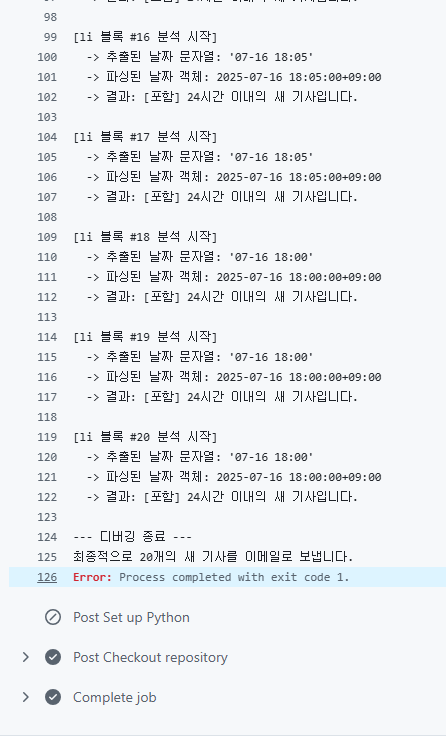 98
99 [li 블록 #16 분석 시작]
100 -> 추출된 날짜 문자열: '07-16 18:05'
101 -> 파싱된 날짜 객체: 2025-07-16 18:05:00+09:00
102 -> 결과: [포함] 24시간 이내의 새 기사입니다.
103
104 [li 블록 #17 분석 시작]
105 -> 추출된 날짜 문자열: '07-16 18:05'
106 -> 파싱된 날짜 객체: 2025-07-16 18:05:00+09:00
107 -> 결과: [포함] 24시간 이내의 새 기사입니다.
108
109 [li 블록 #18 분석 시작]
110 -> 추출된 날짜 문자열: '07-16 18:00'
111 -> 파싱된 날짜 객체: 2025-07-16 18:00:00+09:00
112 -> 결과: [포함] 24시간 이내의 새 기사입니다.
113
114 [li 블록 #19 분석 시작]
115 -> 추출된 날짜 문자열: '07-16 18:00'
116 -> 파싱된 날짜 객체: 2025-07-16 18:00:00+09:00
117 -> 결과: [포함] 24시간 이내의 새 기사입니다.
118
119 [li 블록 #20 분석 시작]
120 -> 추출된 날짜 문자열: '07-16 18:00'
121 -> 파싱된 날짜 객체: 2025-07-16 18:00:00+09:00
122 -> 결과: [포함] 24시간 이내의 새 기사입니다.
123
124 --- 디버깅 종료 ---
125 최종적으로 20개의 새 기사를 이메일로 보냅니다.
126 Error: Process completed with exit code 1.
Post Set up Python
Post Checkout repository
Complete job